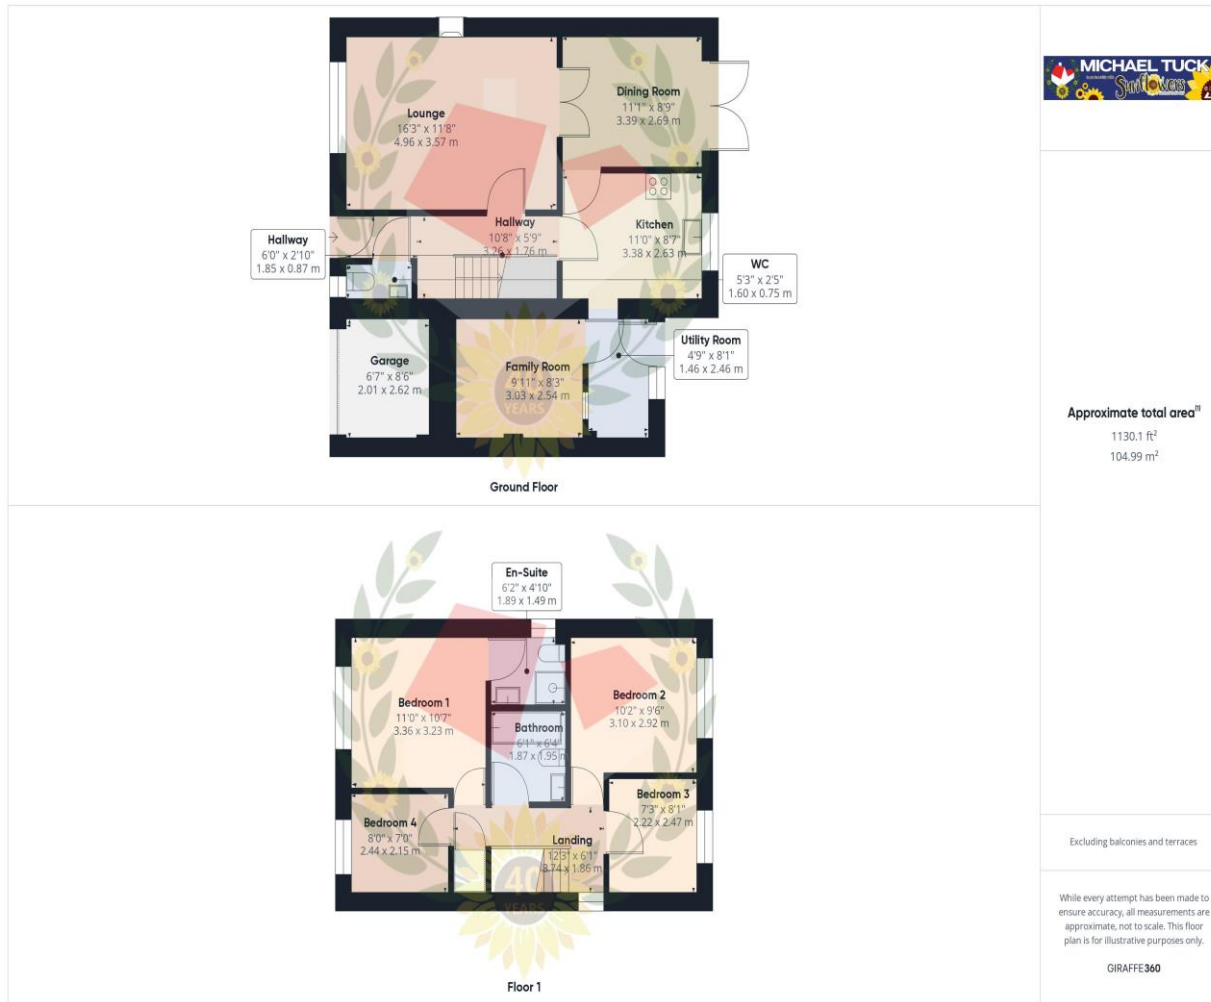 MICHAEL TUCK
Sunflowers
Lounge
16'3" x 11'8"
4.96 x 3.57 m
Dining Room
11'1" x 8'9"
3.39 x 2.69 m
Hallway
10'8" x 5'9"
3.26 x 1.76 m
Kitchen
11'0" x 8'7"
3.38 x 2.63 m
Hallway
6'0" x 2'10"
1.85 x 0.87 m
WC
5'3" x 2'5"
1.60 x 0.75 m
Utility Room
4'9" x 8'1"
1.46 x 2.46 m
Garage
6'7" x 8'6"
2.01 x 2.62 m
Family Room
9'11" x 8'3"
3.03 x 2.54 m
40
YEARS
Ground Floor
Approximate total area⁽¹⁾
1130.1 ft²
104.99 m²
En-Suite
6'2" x 4'10"
1.89 x 1.49 m
Bedroom 1
11'0" x 10'7"
3.36 x 3.23 m
Bedroom 2
10'2" x 9'6"
3.10 x 2.92 m
Bathroom
6'1" x 6'4"
1.87 x 1.95 m
Bedroom 3
7'3" x 8'1"
2.22 x 2.47 m
Bedroom 4
8'0" x 7'0"
2.44 x 2.15 m
Landing
12'3" x 6'1"
3.74 x 1.86 m
40
YEARS
Floor 1
Excluding balconies and terraces
While every attempt has been made to
ensure accuracy, all measurements are
approximate, not to scale. This floor
plan is for illustrative purposes only.
GIRAFFE360